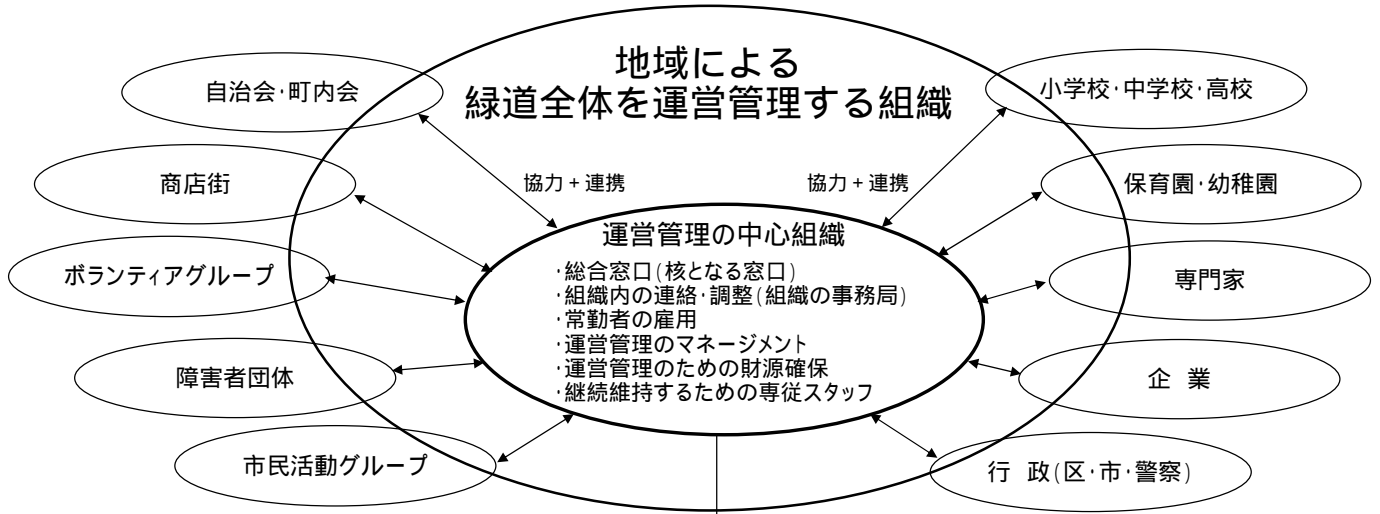 地域による
緑道全体を運営管理する組織
自治会·町内会
小学校·中学校·高校
商店街
協力+連携
協力+連携
保育園·幼稚園
運営管理の中心組織
ボランティアグループ
·総合窓口(核となる窓口)
専門家
·組織内の連絡·調整(組織の事務局)
·常勤者の雇用
·運営管理のマネージメント
·運営管理のための財源確保
·継続維持するための専従スタッフ
障害者団体
企 業
市民活動グループ
行 政(区·市·警察)